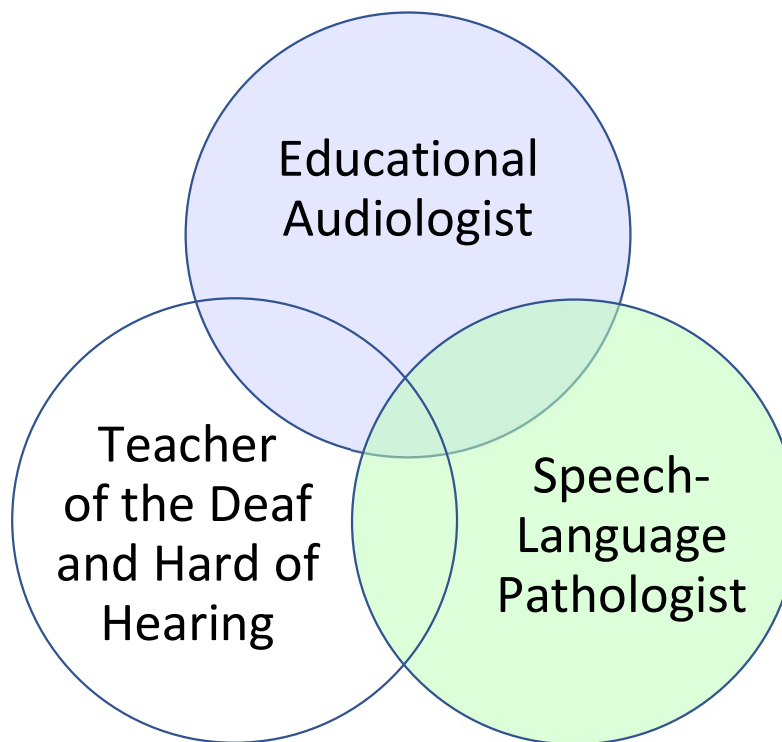 Educational
Audiologist
Teacher
of the Deaf
and Hard of
Hearing
Speech-
Language
Pathologist